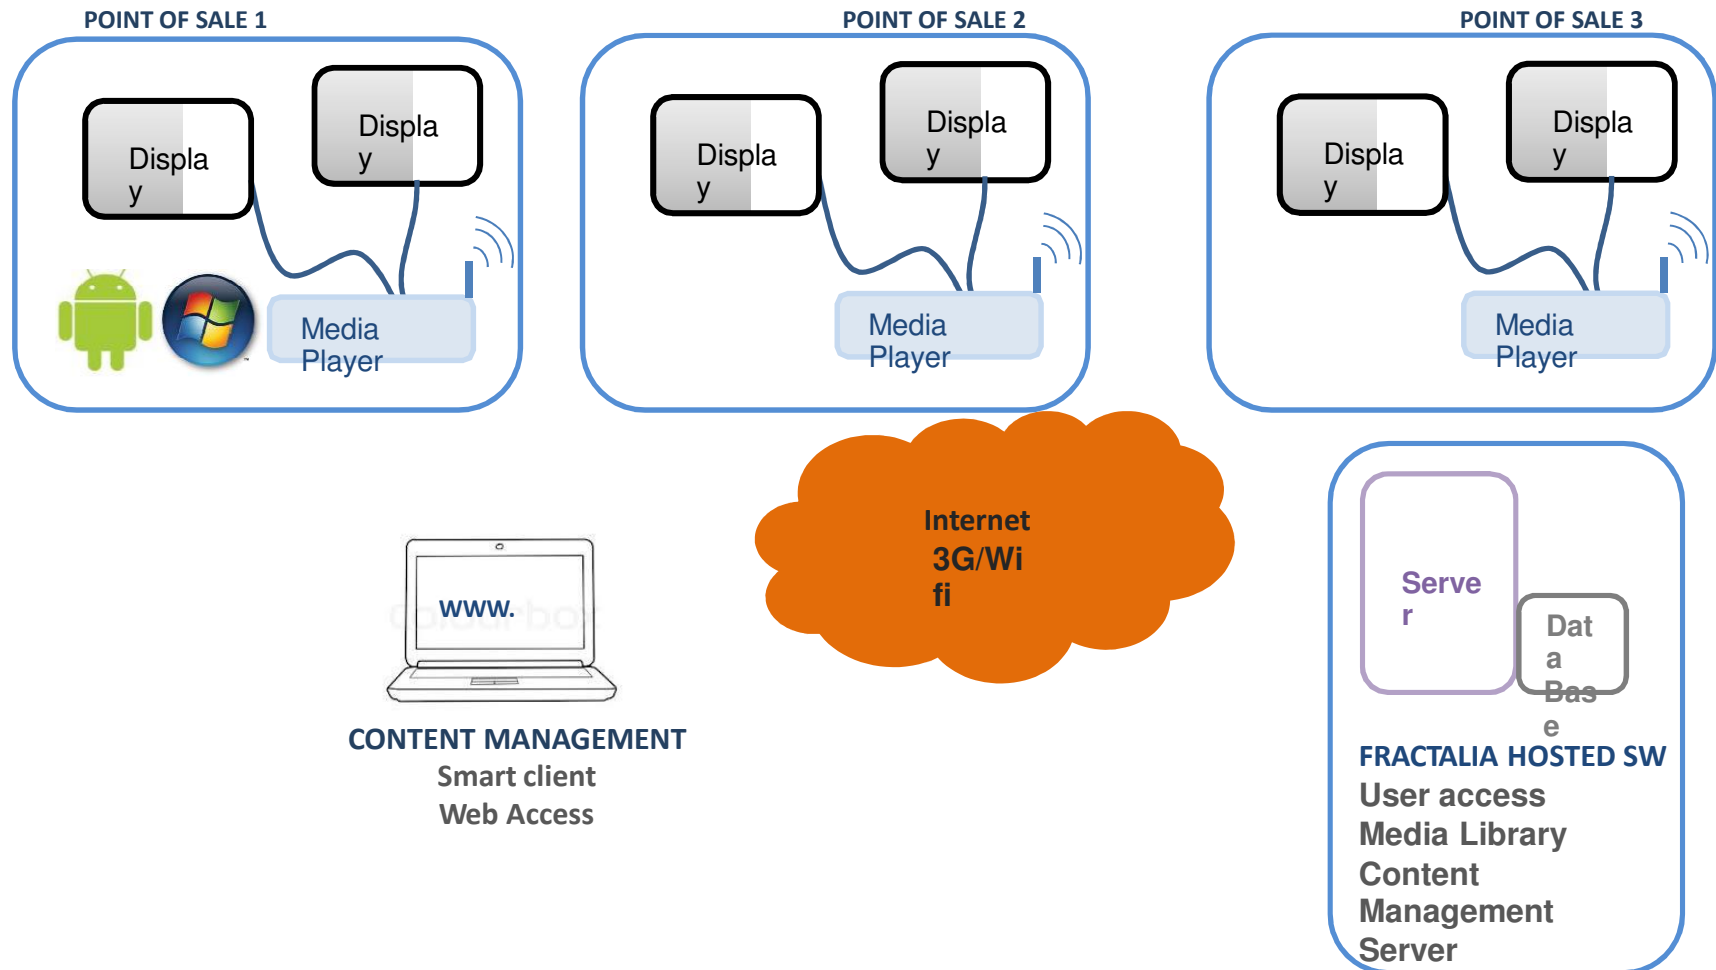 POINT OF SALE 1
POINT OF SALE 2
POINT OF SALE 3
Displa
y
Displa
y
Media
Player
Displa
y
Displa
y
Media
Player
Displa
y
Displa
y
Media
Player
Internet
3G/Wi
fi
www.
colourbox
CONTENT MANAGEMENT
Smart client
Web Access
Serve
r
Dat
a
Bas
e
FRACTALIA HOSTED SW
User access
Media Library
Content
Management
Server